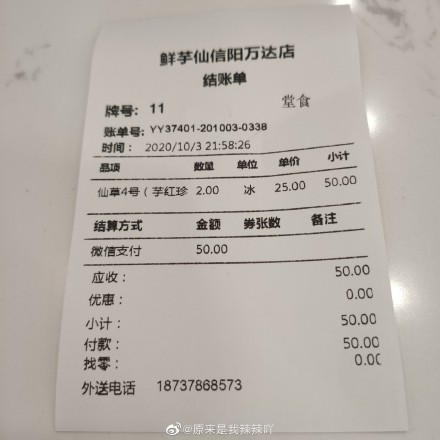 鲜芋仙信阳万达店
结账单
牌号： 11 堂食
账单号： YY37401-201003-0338
时间： 2020/10/3 21:58:26
品项 数量 单位 单价 小计
仙草4号（芋红珍 2.00 冰 25.00 50.00
结算方式 金额 券张数 备注
微信支付 50.00
应收： 50.00
优惠： 0.00
小计： 50.00
付款： 50.00
找零： 0.00
外送电话 18737868573
@原来是我辣辣吖